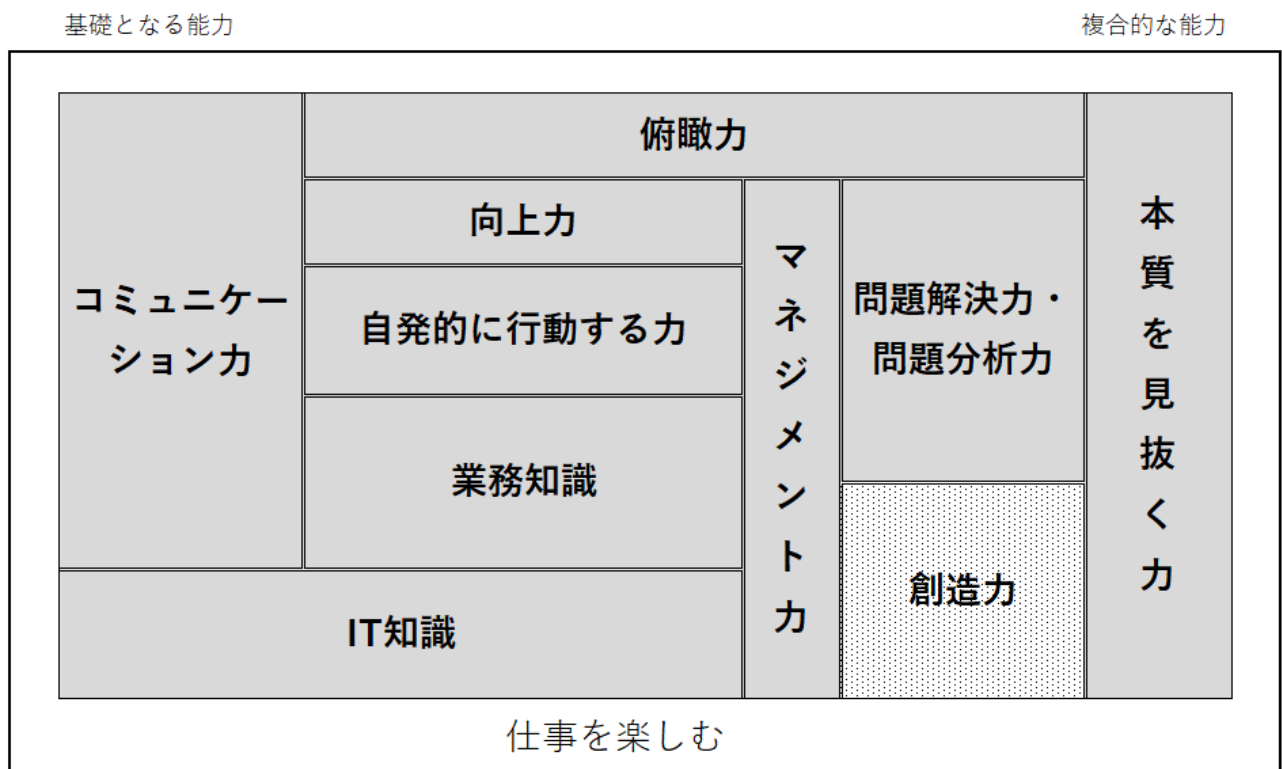 基礎となる能力
複合的な能力
俯瞰力
向上力
自発的に行動する力
業務知識
コミュニケー
ション力
IT知識
マネジメント力
問題解決力・
問題分析力
創造力
本質を見抜く力
仕事を楽しむ